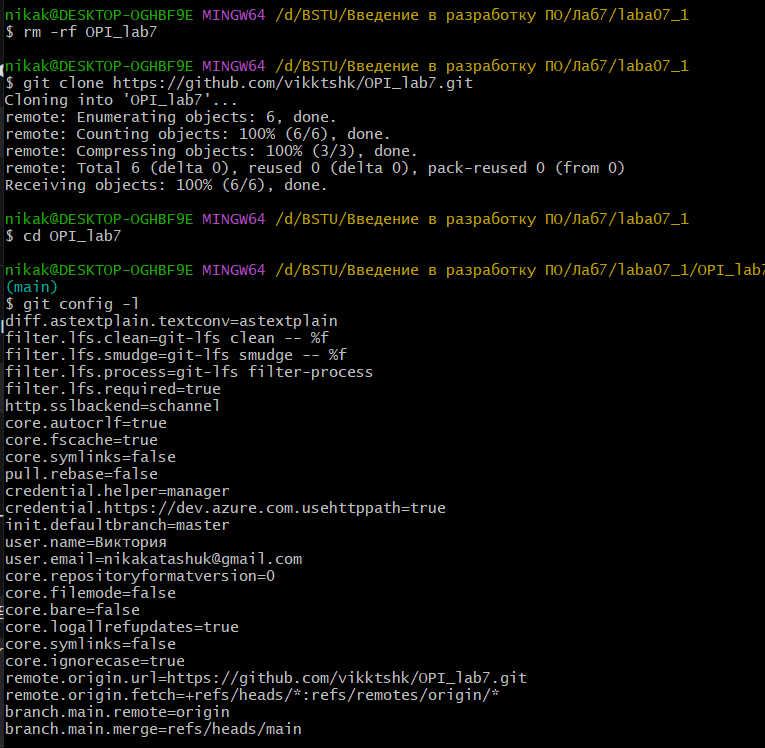 nikak@DESKTOP-OGHBF9E MINGW64 /d/BSTU/Введение в разработку ПО/Лаб7/laba07_1
$ rm -rf OPI_lab7
nikak@DESKTOP-OGHBF9E MINGW64 /d/BSTU/Введение в разработку ПО/Лаб7/laba07_1
$ git clone https://github.com/vikktshk/OPI_lab7.git
Cloning into 'OPI_lab7'...
remote: Enumerating objects: 6, done.
remote: Counting objects: 100% (6/6), done.
remote: Compressing objects: 100% (3/3), done.
remote: Total 6 (delta 0), reused 0 (delta 0), pack-reused 0 (from 0)
Receiving objects: 100% (6/6), done.
nikak@DESKTOP-OGHBF9E MINGW64 /d/BSTU/Введение в разработку ПО/Лаб7/laba07_1
$ cd OPI_lab7
nikak@DESKTOP-OGHBF9E MINGW64 /d/BSTU/Введение в разработку ПО/Лаб7/laba07_1/OPI_lab7
(main)
$ git config -l
diff.astextplain.textconv=astextplain
filter.lfs.clean=git-lfs clean -- %f
filter.lfs.smudge=git-lfs smudge -- %f
filter.lfs.process=git-lfs filter-process
filter.lfs.required=true
http.sslbackend=schannel
core.autocrlf=true
core.fscache=true
core.symlinks=false
pull.rebase=false
credential.helper=manager
credential.https://dev.azure.com.usehttppath=true
init.defaultbranch=master
user.name=Виктория
user.email=nikakatashuk@gmail.com
core.repositoryformatversion=0
core.filemode=false
core.bare=false
core.logallrefupdates=true
core.symlinks=false
core.ignorecase=true
remote.origin.url=https://github.com/vikktshk/OPI_lab7.git
remote.origin.fetch=+refs/heads/*:refs/remotes/origin/*
branch.main.remote=origin
branch.main.merge=refs/heads/main